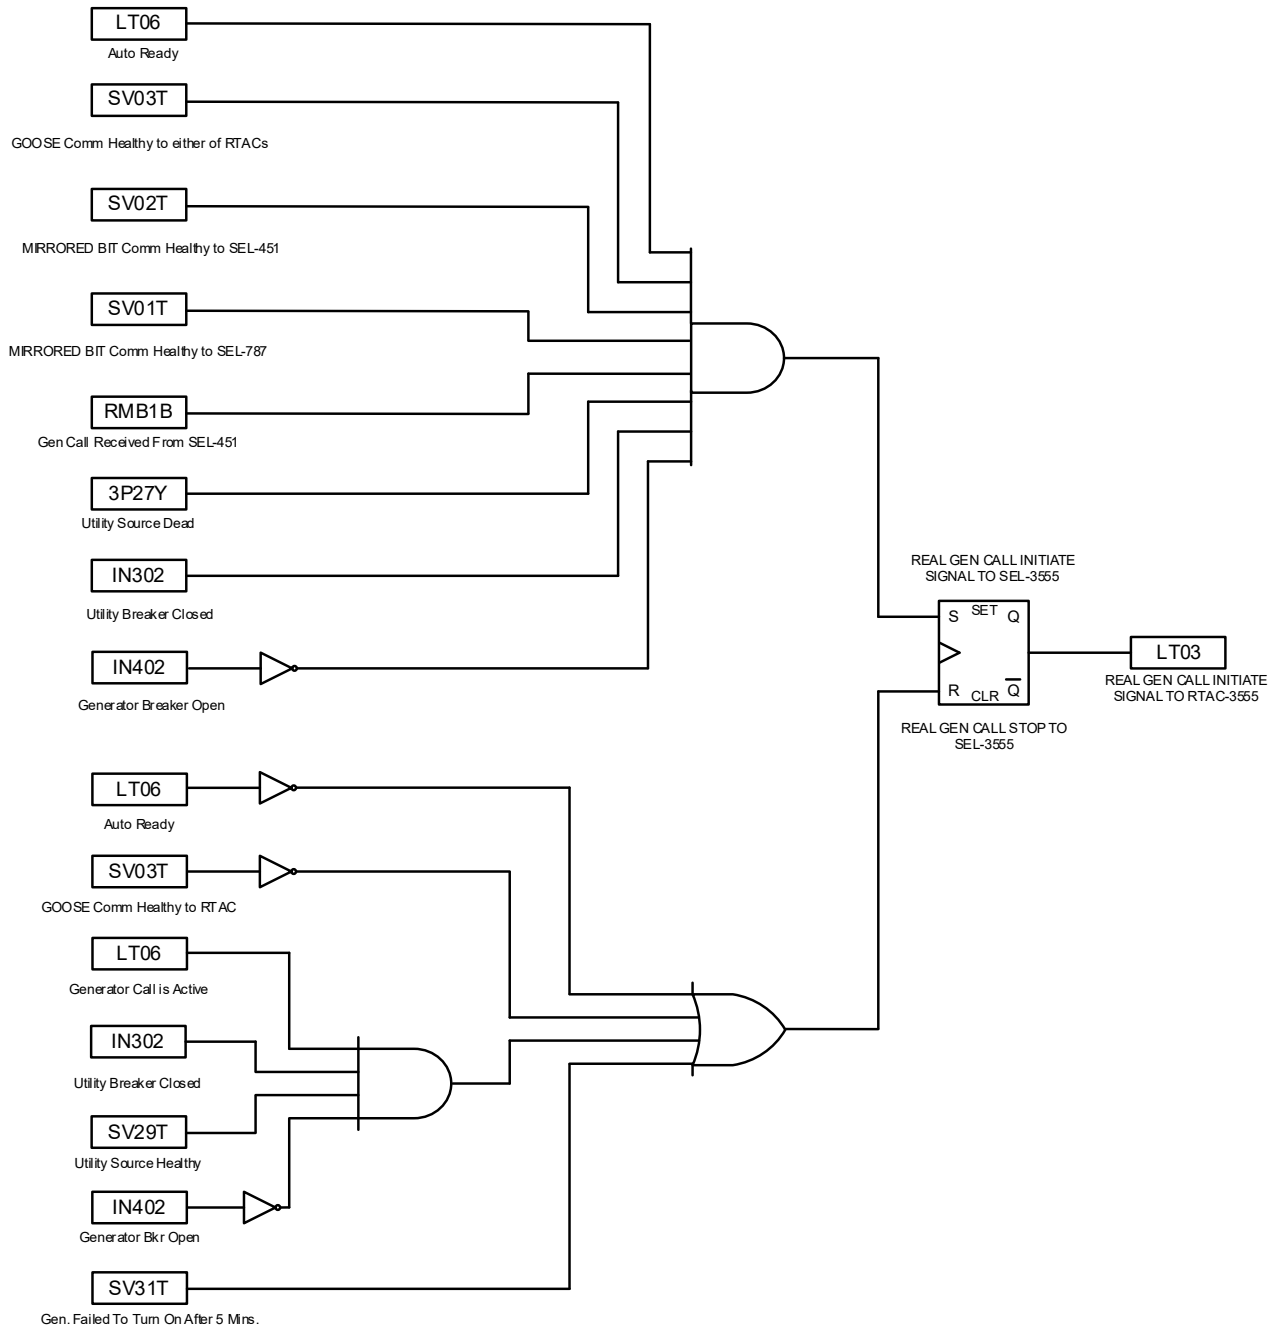 LT06
Auto Ready
SV03T
GOOSE Comm Healthy to either of RTACs
SV02T
MIRRORED BIT Comm Healthy to SEL-451
SV01T
MIRRORED BIT Comm Healthy to SEL-787
RMB1B
Gen Call Received From SEL-451
3P27Y
Utility Source Dead
IN302
Utility Breaker Closed
IN402
Generator Breaker Open
REAL GEN CALL INITIATE
SIGNAL TO SEL-3555
S SET Q
R CLR Q
REAL GEN CALL STOP TO
SEL-3555
LT03
REAL GEN CALL INITIATE
SIGNAL TO RTAC-3555
LT06
Auto Ready
SV03T
GOOSE Comm Healthy to RTAC
LT06
Generator Call is Active
IN302
Utility Breaker Closed
SV29T
Utility Source Healthy
IN402
Generator Bkr Open
SV31T
Gen. Failed To Turn On After 5 Mins.